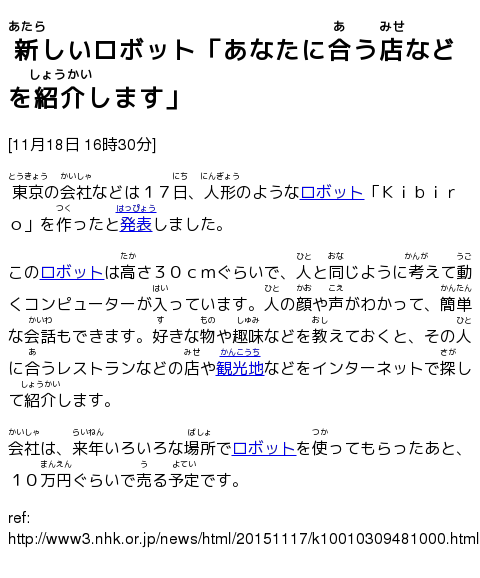 新しいロボット「あなたに合う店など
を紹介します」
[11月18日 16時30分]
東京の会社などは１７日、人形のようなロボット「Ｋｉｂｉｒ
ｏ」を作ったと発表しました。
このロボットは高さ３０ｃｍぐらいで、人と同じように考えて動
くコンピューターが入っています。人の顔や声がわかって、簡単
な会話もできます。好きな物や趣味などを教えておくと、その人
に合うレストランなどの店や観光地などをインターネットで探し
て紹介します。
会社は、来年いろいろな場所でロボットを使ってもらったあと、
１０万円ぐらいで売る予定です。
ref:
http://www3.nhk.or.jp/news/html/20151117/k10010309481000.html